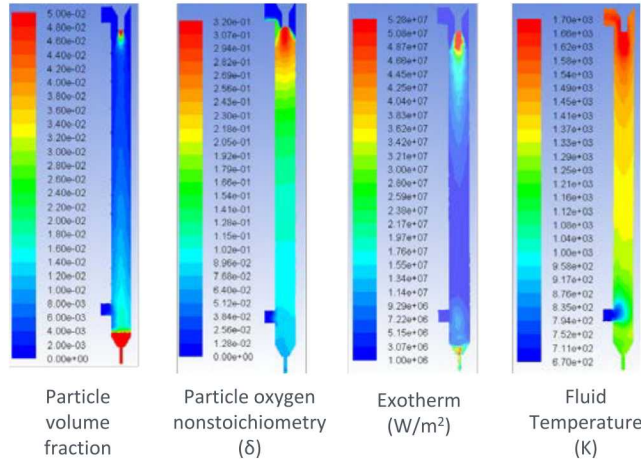 5.00e-02
4.80e-02
4.60e-02
4.40e-02
4.20e-02
4.00e-02
3.80e-02
3.60e-02
3.40e-02
3.20e-02
3.00e-02
2.80e-02
2.60e-02
2.40e-02
2.20e-02
2.00e-02
1.80e-02
1.60e-02
1.40e-02
1.20e-02
1.00e-02
8.00e-03
6.00e-03
4.00e-03
2.00e-03
0.00e+00
Particle
volume
fraction
3.20e-01
3.07e-01
2.94e-01
2.82e-01
2.69e-01
2.56e-01
2.43e-01
2.30e-01
2.18e-01
2.05e-01
1.92e-01
1.79e-01
1.66e-01
1.54e-01
1.41e-01
1.28e-01
1.15e-01
1.02e-01
8.96e-02
7.68e-02
6.40e-02
5.12e-02
3.84e-02
2.56e-02
1.28e-02
0.00e+00
Particle oxygen
nonstoichiometry
(δ)
5.28e+07
5.08e+07
4.87e+07
4.66e+07
4.45e+07
4.25e+07
4.04e+07
3.83e+07
3.62e+07
3.42e+07
3.21e+07
3.00e+07
2.80e+07
2.59e+07
2.38e+07
2.17e+07
1.97e+07
1.76e+07
1.55e+07
1.34e+07
1.14e+07
9.29e+06
7.22e+06
5.15e+06
3.07e+06
1.00e+06
Exotherm
(W/m²)
1.70e+03
1.66e+03
1.62e+03
1.58e+03
1.54e+03
1.49e+03
1.45e+03
1.41e+03
1.37e+03
1.33e+03
1.29e+03
1.25e+03
1.21e+03
1.16e+03
1.12e+03
1.08e+03
1.04e+03
1.00e+03
9.58e+02
9.17e+02
8.76e+02
8.35e+02
7.94e+02
7.52e+02
7.11e+02
6.70e+02
Fluid
Temperature
(K)